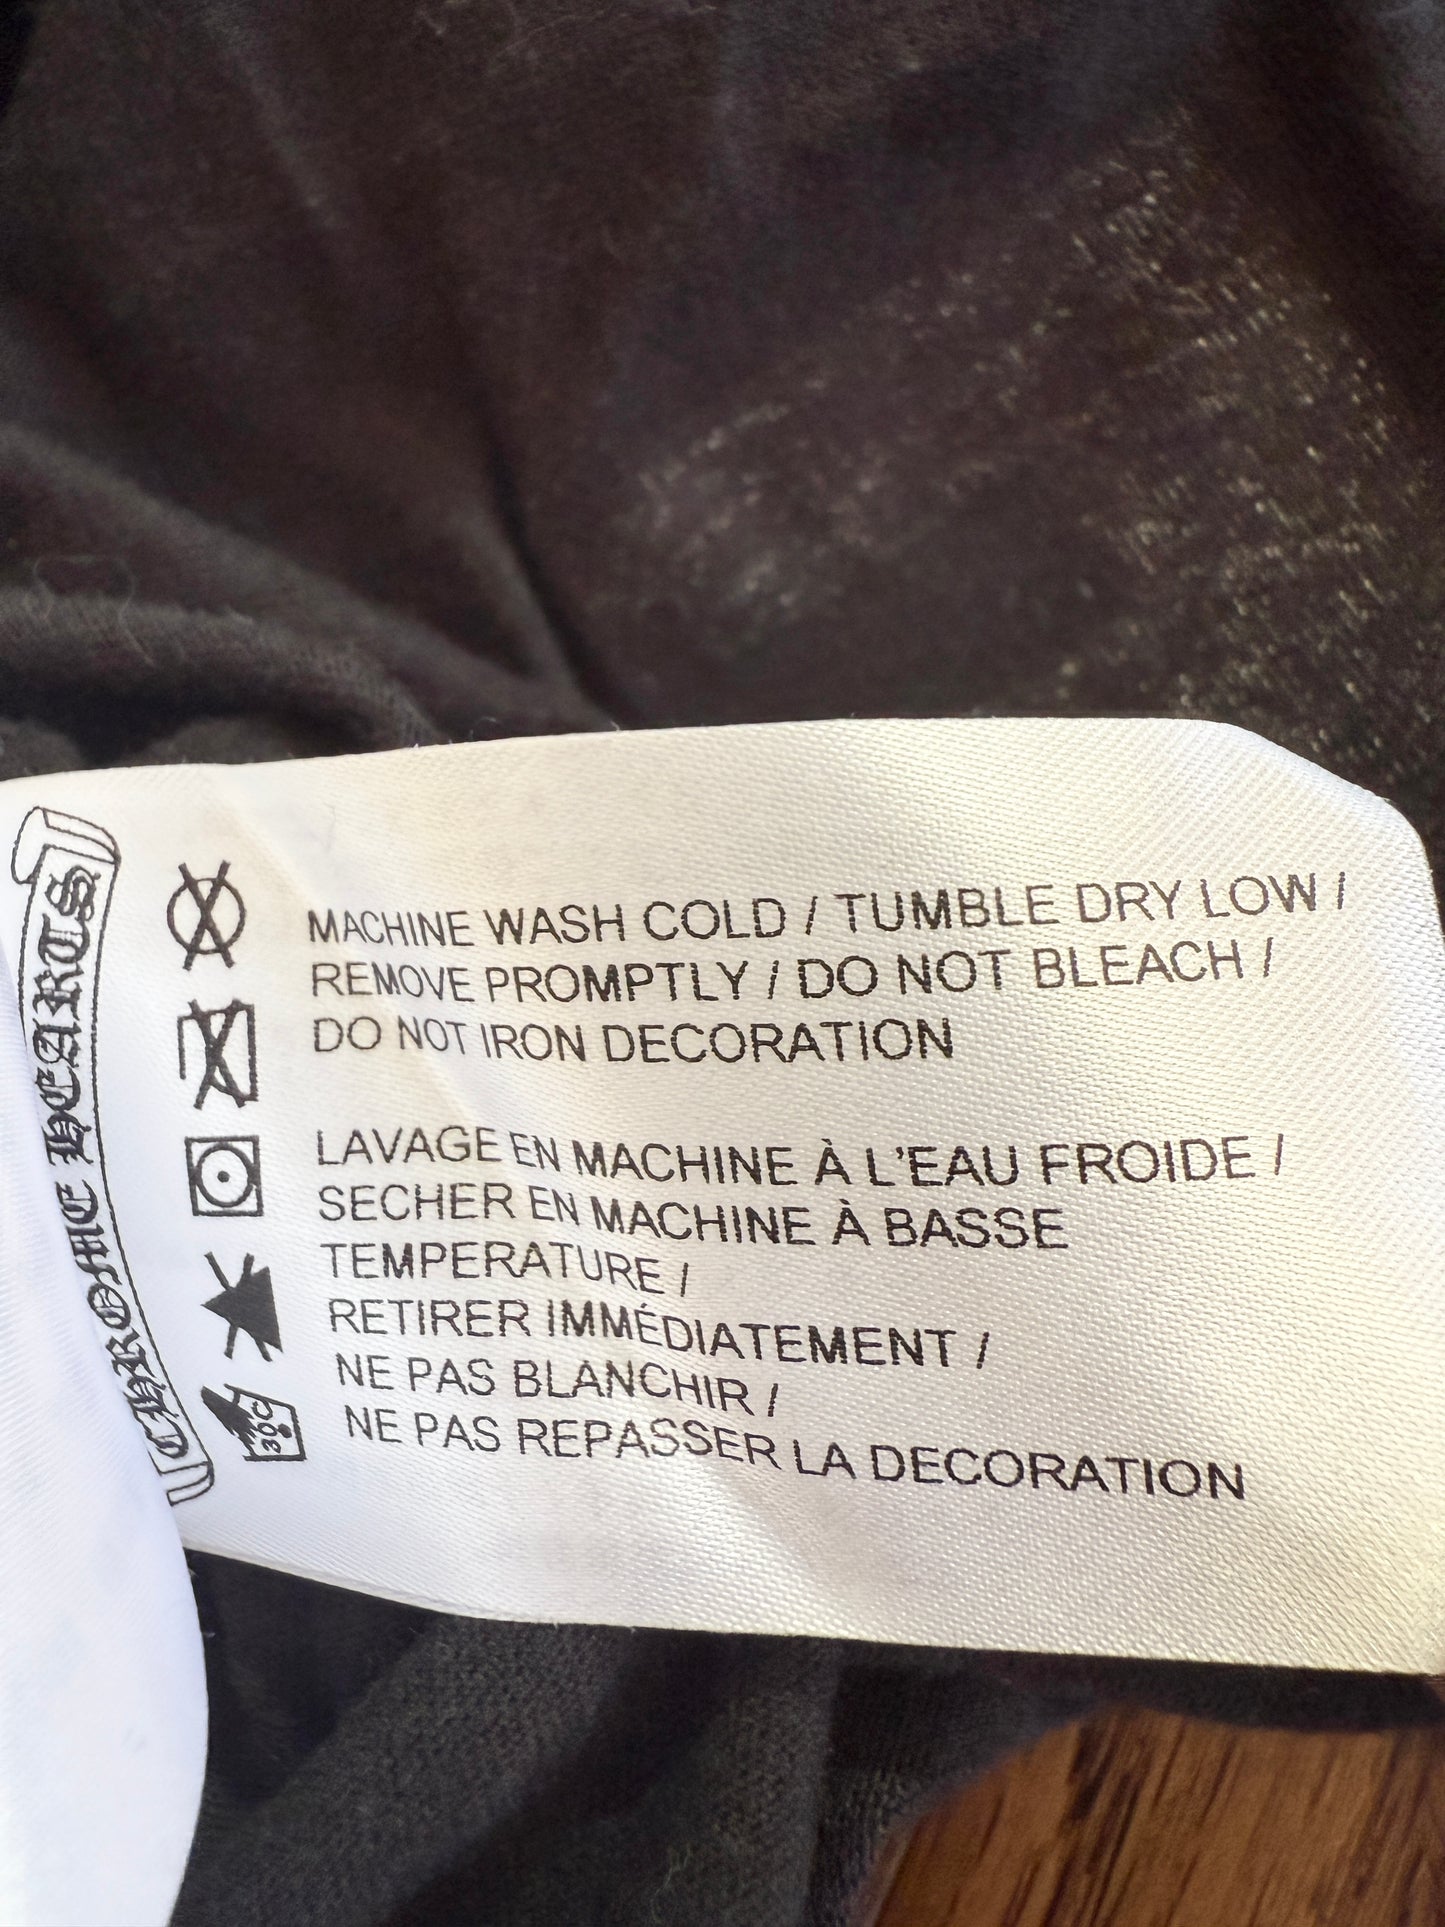 CHROME HEARTS
MACHINE WASH COLD / TUMBLE DRY LOW /
REMOVE PROMPTLY / DO NOT BLEACH /
DO NOT IRON DECORATION
LAVAGE EN MACHINE À L'EAU FROIDE /
SECHER EN MACHINE À BASSE
TEMPERATURE /
RETIRER IMMÉDIATEMENT /
NE PAS BLANCHIR /
NE PAS REPASSER LA DECORATION
30C